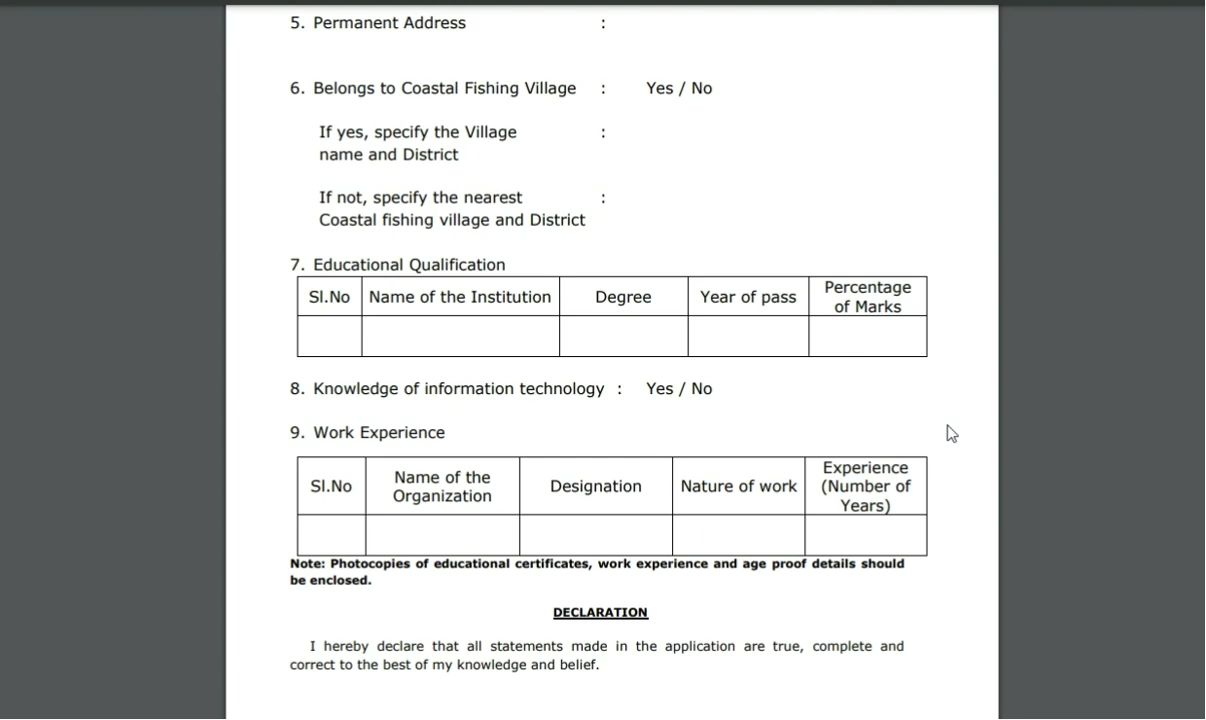 5. Permanent Address :
6. Belongs to Coastal Fishing Village : Yes / No
If yes, specify the Village :
name and District
If not, specify the nearest :
Coastal fishing village and District
7. Educational Qualification
Sl.No Name of the Institution Degree Year of pass Percentage of Marks
8. Knowledge of information technology : Yes / No
9. Work Experience
Sl.No Name of the Organization Designation Nature of work Experience (Number of Years)
Note: Photocopies of educational certificates, work experience and age proof details should
be enclosed.
DECLARATION
I hereby declare that all statements made in the application are true, complete and
correct to the best of my knowledge and belief.